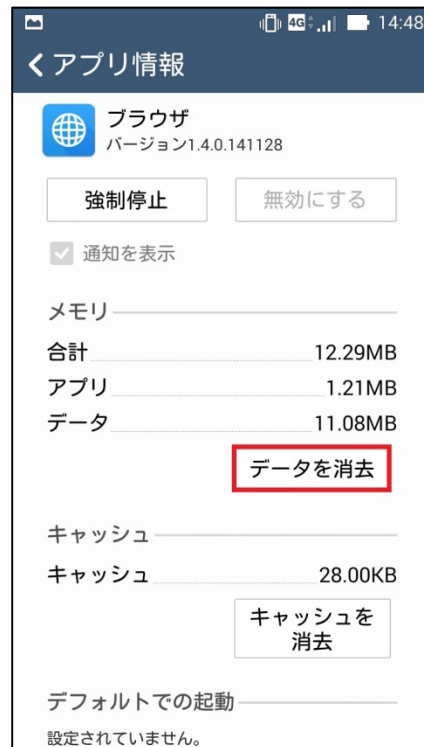 4G 14:48
アプリ情報
ブラウザ
バージョン1.4.0.141128
強制停止 無効にする
通知を表示
メモリ
合計 12.29MB
アプリ 1.21MB
データ 11.08MB
データを消去
キャッシュ
キャッシュ 28.00KB
キャッシュを
消去
デフォルトでの起動
設定されていません。